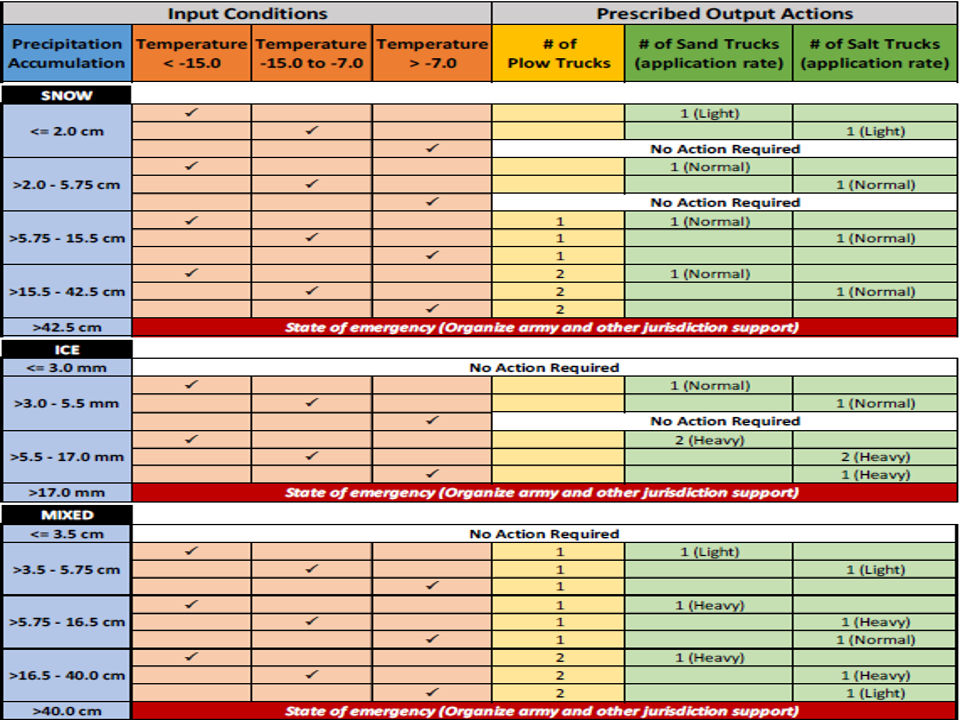 Input Conditions Prescribed Output Actions
Precipitation Accumulation Temperature < -15.0 Temperature -15.0 to -7.0 Temperature > -7.0 # of Plow Trucks # of Sand Trucks (application rate) # of Salt Trucks (application rate)
SNOW
<= 2.0 cm
✓ 1 (Light)
✓ 1 (Light)
✓ No Action Required
>2.0 - 5.75 cm
✓ 1 (Normal)
✓ 1 (Normal)
✓ No Action Required
>5.75 - 15.5 cm
✓ 1 1 (Normal)
✓ 1 1 (Normal)
✓ 1
>15.5 - 42.5 cm
✓ 2 1 (Normal)
✓ 2 1 (Normal)
✓ 2
>42.5 cm State of emergency (Organize army and other jurisdiction support)
ICE
<= 3.0 mm No Action Required
>3.0 - 5.5 mm
✓ 1 (Normal)
✓ 1 (Normal)
✓ No Action Required
>5.5 - 17.0 mm
✓ 2 (Heavy)
✓ 2 (Heavy)
✓ 1 (Heavy)
>17.0 mm State of emergency (Organize army and other jurisdiction support)
MIXED
<= 3.5 cm No Action Required
>3.5 - 5.75 cm
✓ 1 1 (Light)
✓ 1 1 (Light)
✓ 1
>5.75 - 16.5 cm
✓ 1 1 (Heavy)
✓ 1 1 (Heavy)
✓ 1 1 (Normal)
>16.5 - 40.0 cm
✓ 2 1 (Heavy)
✓ 2 1 (Heavy)
✓ 2 1 (Light)
>40.0 cm State of emergency (Organize army and other jurisdiction support)